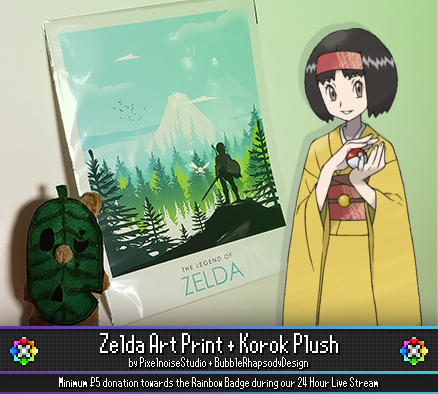 THE LEGEND OF
ZELDA
Zelda Art Print + Korok Plush
by PixelnoiseStudio + BubbleRhapsodyDesign
Minimum £5 donation towards the Rainbow Badge during our 24 Hour Live Stream